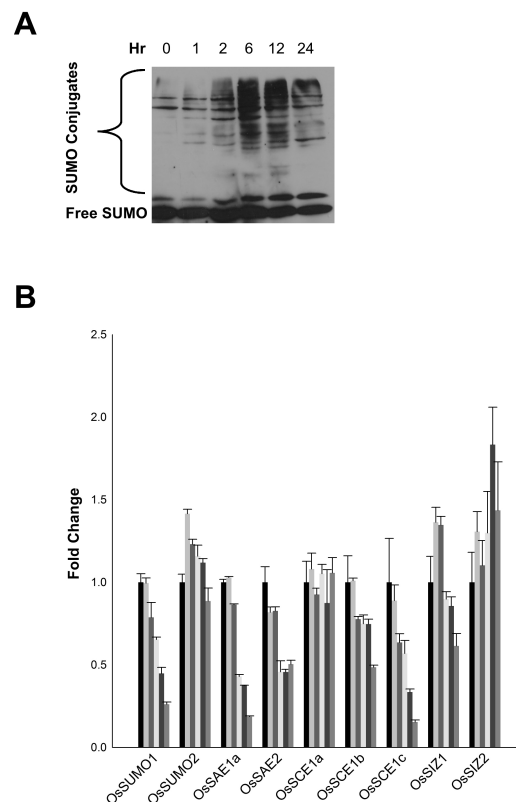 A
Hr 0 1 2 6 12 24
SUMO Conjugates
Free SUMO
B
2.5
2.0
1.5
1.0
0.5
0.0
Fold Change
OsSUMO1
OsSUMO2
OsSAE1a
OsSAE2
OsSCE1a
OsSCE1b
OsSCE1c
OsSIZ1
OsSIZ2